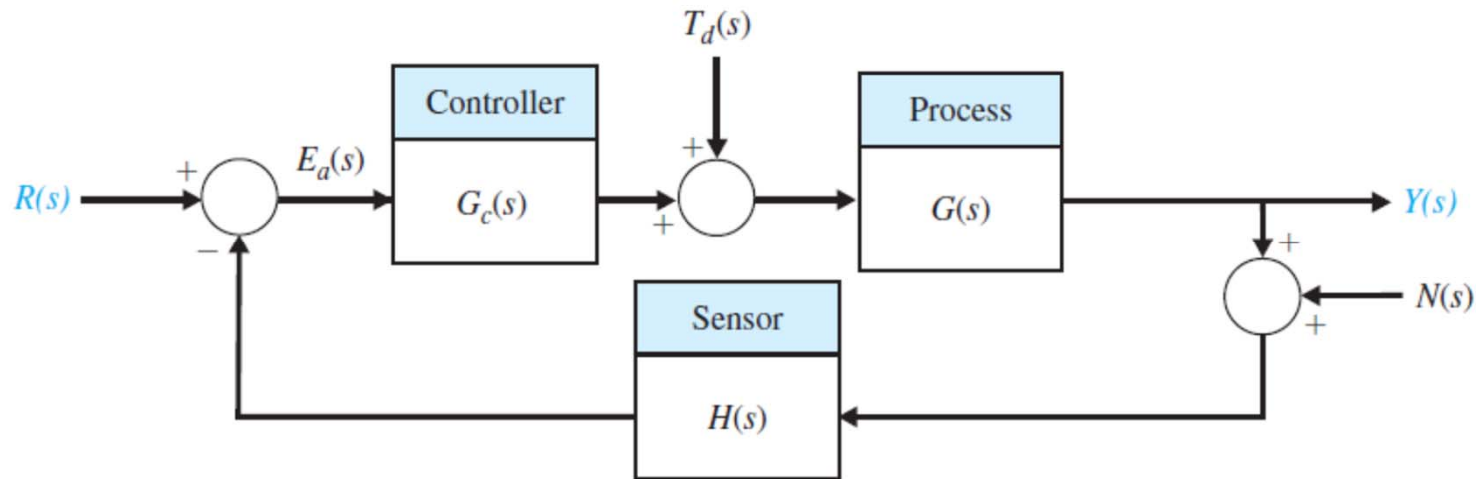 T_d(s)
Controller
Process
+
E_a(s)
+
R(s)
G_c(s)
G(s)
Y(s)
+
−
+
Sensor
N(s)
+
H(s)